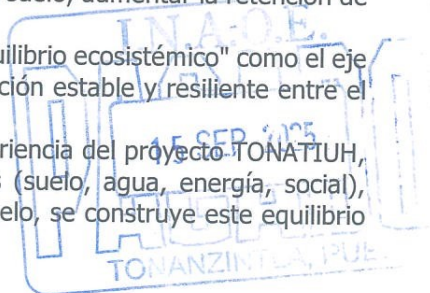 suelo, aumentar la retención de
I.N.A.O.E.
uilibrio ecosistémico" como el eje
ción estable y resiliente entre el
15 SEP 2025
riencia del proyecto TONATIUH,
(suelo, agua, energía, social),
elo, se construye este equilibrio
TONANZINTLA, PUE.